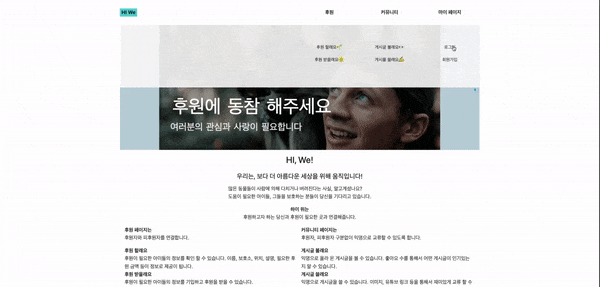 HI We
후원
커뮤니티
마이 페이지
후원 할래요
게시글 볼래요
로그인
후원 받을래요
게시물 올래요
회원가입
후원에 동참 해주세요
여러분의 관심과 사랑이 필요합니다
HI, We!
우리는, 보다 더 아름다운 세상을 위해 움직입니다!
많은 동물들이 사람에 의해 다치거나 버려진다는 사실, 알고계셨나요?
도움이 필요한 아이들, 그들을 보호하는 분들이 당신을 기다리고 있습니다.
하이 위는
후원하고자 하는 당신과 후원이 필요한 곳과 연결해줍니다.
후원 페이지는
후원자와 피후원자를 연결합니다.
후원 할래요
후원이 필요한 아이들의 정보를 확인 할 수 있습니다. 이름, 보호소, 위치, 설명, 필요한 후
원 금액 등이 정보로 제공이 됩니다.
후원 받을래요
후원이 필요한 아이들의 정보를 기입하고 후원을 받을 수 있습니다.
커뮤니티 페이지는
후원자, 피후원자 구분없이 익명으로 교류할 수 있도록 합니다.
게시글 볼래요
익명으로 올라 온 게시글을 볼 수 있습니다. 좋아요 수를 통해서 어떤 게시글이 인기있는
지 알 수 있습니다.
게시글 올래요
익명으로 게시글을 쓸 수 있습니다. 이미지, 유튜브 링크 등을 통해서 재미있게 교류 할 수